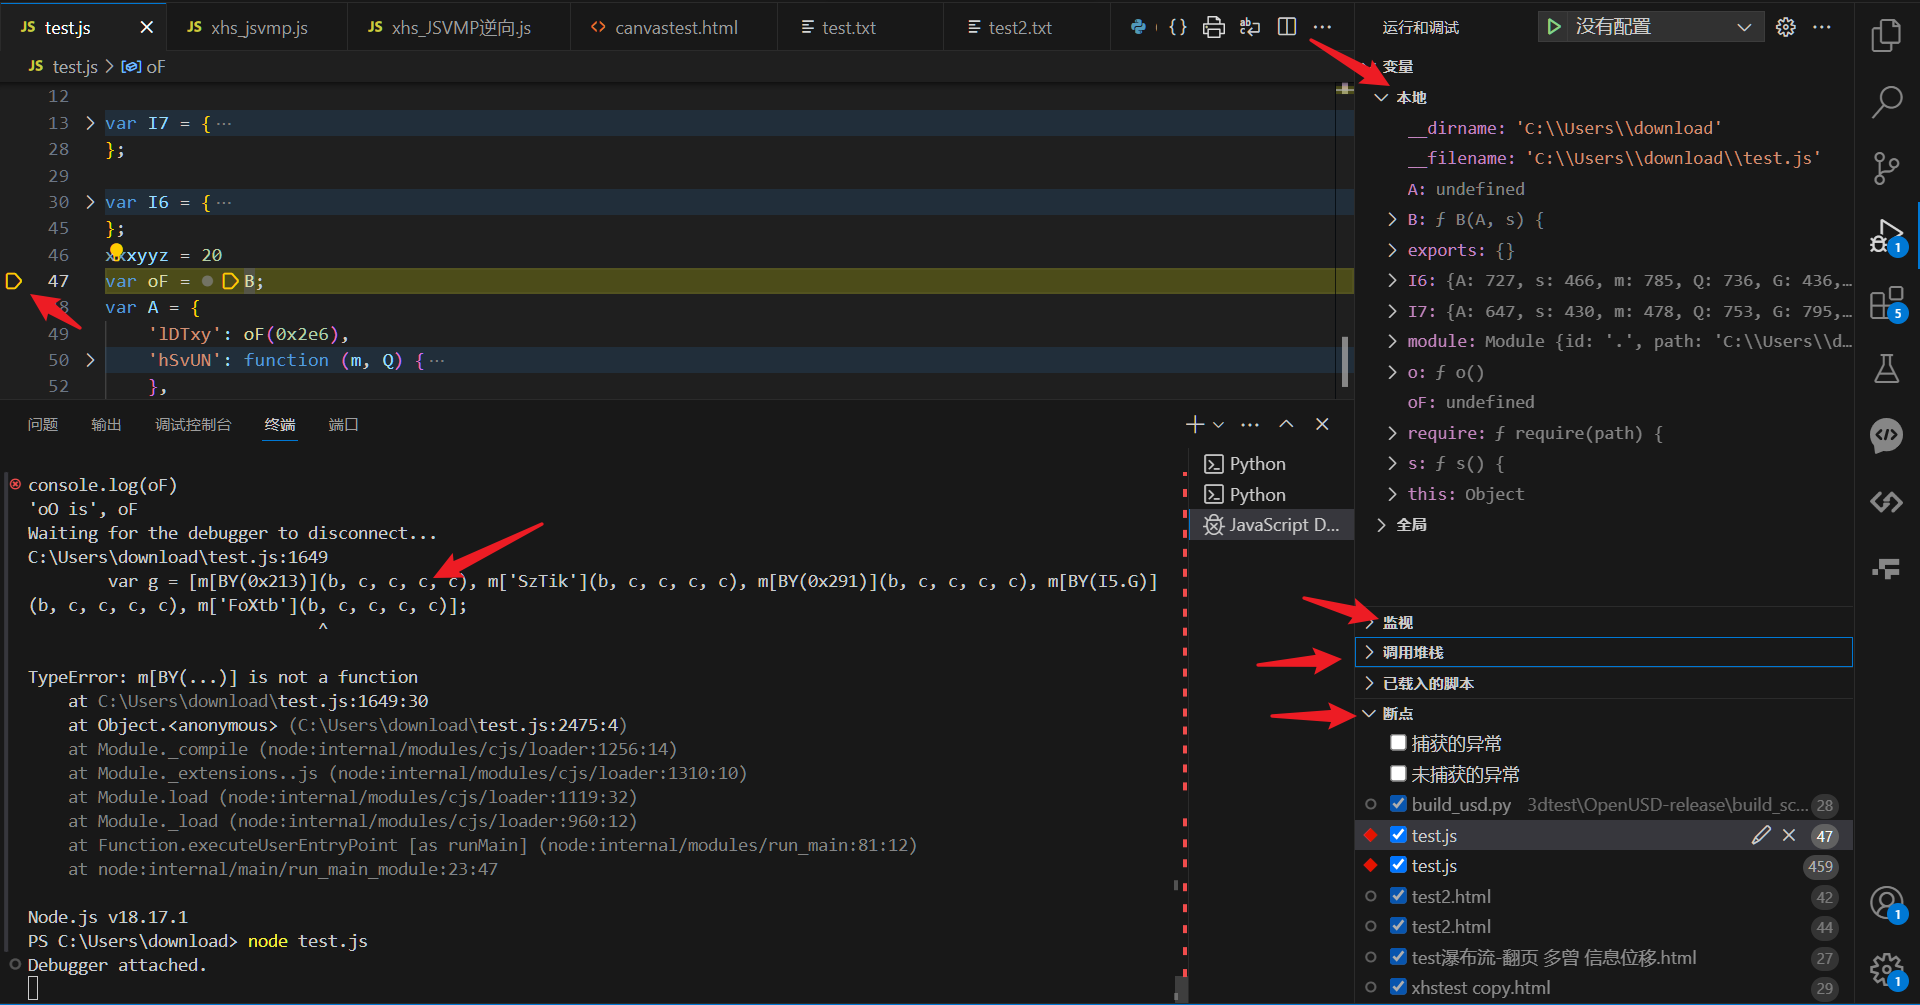 JS test.js
JS xhs_jsvmp.js
JS xhs_JSVMP逆向.js
<> canvastest.html
test.txt
test2.txt
JS test.js > oF
12
13 var I7 = { ···
28 };
29
30 var I6 = { ···
45 };
46 xyyz = 20
47 var oF = B;
8 var A = {
49 'lDTxy': oF(0x2e6),
50 'hSvUN': function (m, Q) { ···
52 },
问题 输出 调试控制台 终端 端口
console.log(oF)
'oO is', oF
Waiting for the debugger to disconnect...
C:\Users\download\test.js:1649
var g = [m[BY(0x213)](b, c, c, c, c), m['SzTik'](b, c, c, c, c), m[BY(0x291)](b, c, c, c, c), m[BY(I5.G)]
(b, c, c, c, c), m['FoXtb'](b, c, c, c, c)];
^
TypeError: m[BY(...)] is not a function
at C:\Users\download\test.js:1649:30
at Object.<anonymous> (C:\Users\download\test.js:2475:4)
at Module._compile (node:internal/modules/cjs/loader:1256:14)
at Module._extensions..js (node:internal/modules/cjs/loader:1310:10)
at Module.load (node:internal/modules/cjs/loader:1119:32)
at Module._load (node:internal/modules/cjs/loader:960:12)
at Function.executeUserEntryPoint [as runMain] (node:internal/modules/run_main:81:12)
at node:internal/main/run_main_module:23:47
Node.js v18.17.1
PS C:\Users\download> node test.js
Debugger attached.
Python
Python
JavaScript D...
运行和调试
没有配置
变量
本地
__dirname: 'C:\\Users\\download'
__filename: 'C:\\Users\\download\\test.js'
A: undefined
B: ƒ B(A, s) {
exports: {}
I6: {A: 727, s: 466, m: 785, Q: 736, G: 436,…
I7: {A: 647, s: 430, m: 478, Q: 753, G: 795,…
module: Module {id: '.', path: 'C:\\Users\\d…
o: ƒ o()
oF: undefined
require: ƒ require(path) {
s: ƒ s() {
this: Object
全局
监视
调用堆栈
已载入的脚本
断点
捕获的异常
未捕获的异常
build_usd.py 3dtest\OpenUSD-release\build_sc... 28
test.js 47
test.js 459
test2.html 42
test2.html 44
test瀑布流-翻页 多曾 信息位移.html 27
xhstest copy.html 29
1
5
1
1